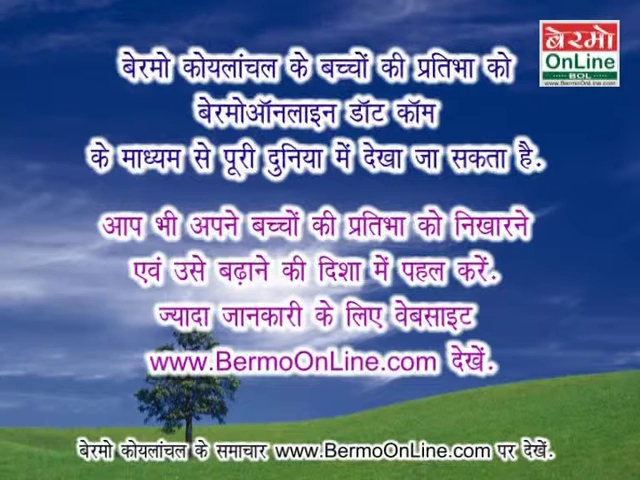 बेरमो
OnLine
BOL
www.BermoOnLine.com
बेरमो कोयलांचल के बच्चों की प्रतिभा को
बेरमोऑनलाइन डॉट कॉम
के माध्यम से पूरी दुनिया में देखा जा सकता है.
आप भी अपने बच्चों की प्रतिभा को निखारने
एवं उसे बढ़ाने की दिशा में पहल करें.
ज्यादा जानकारी के लिए वेबसाइट
www.BermoOnLine.com देखें.
बेरमो कोयलांचल के समाचार www.BermoOnLine.com पर देखें.